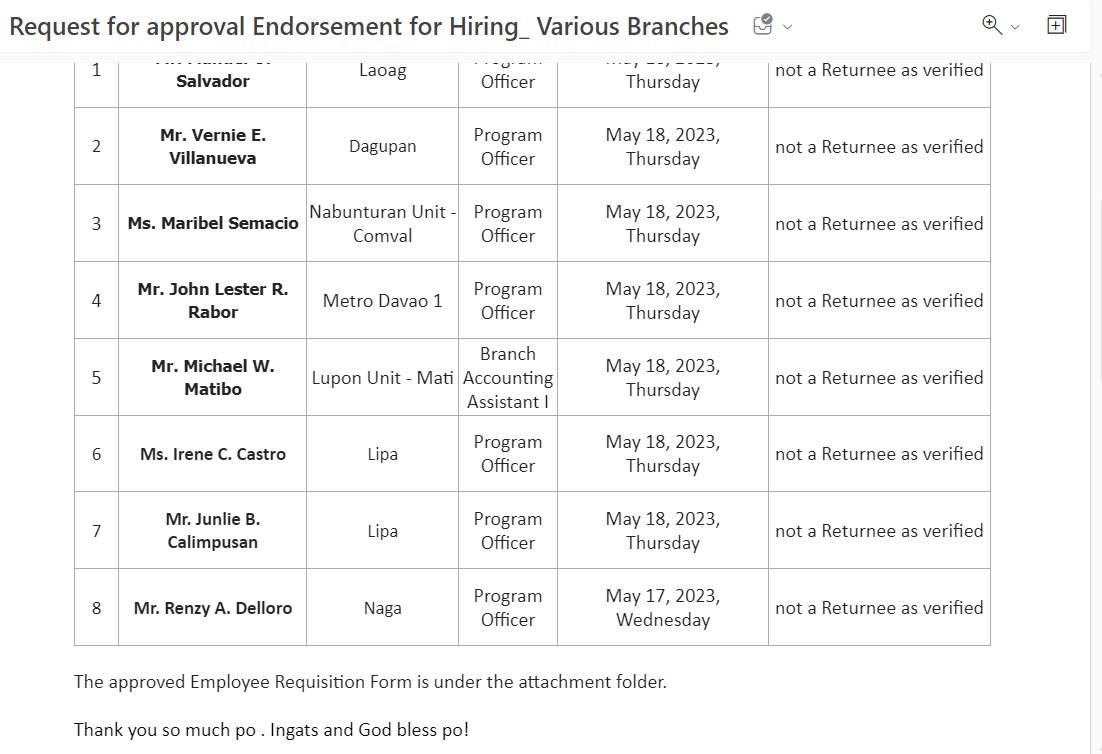 Request for approval Endorsement for Hiring_ Various Branches
1 Salvador Laoag Officer Thursday not a Returnee as verified
2 Mr. Vernie E. Villanueva Dagupan Program Officer May 18, 2023, Thursday not a Returnee as verified
3 Ms. Maribel Semacio Nabunturan Unit - Comval Program Officer May 18, 2023, Thursday not a Returnee as verified
4 Mr. John Lester R. Rabor Metro Davao 1 Program Officer May 18, 2023, Thursday not a Returnee as verified
5 Mr. Michael W. Matibo Lupon Unit - Mati Branch Accounting Assistant I May 18, 2023, Thursday not a Returnee as verified
6 Ms. Irene C. Castro Lipa Program Officer May 18, 2023, Thursday not a Returnee as verified
7 Mr. Junlie B. Calimpusan Lipa Program Officer May 18, 2023, Thursday not a Returnee as verified
8 Mr. Renzy A. Delloro Naga Program Officer May 17, 2023, Wednesday not a Returnee as verified
The approved Employee Requisition Form is under the attachment folder.
Thank you so much po . Ingats and God bless po!